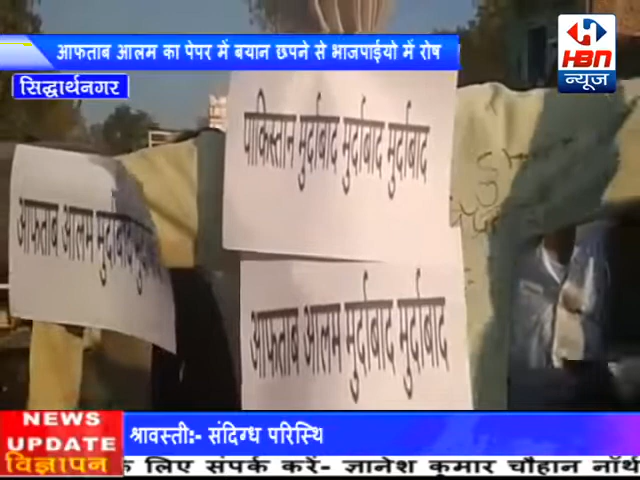 आफताब आलम का पेपर में बयान छपने से भाजपाईयो में रोष
HBN
न्यूज
सिद्धार्थनगर
पाकिस्तान मुर्दाबाद मुर्दाबाद मुर्दाबाद
आफताब आलम मुर्दाबाद
आफताब आलम मुर्दाबाद मुर्दाबाद
NEWS
UPDATE
श्रावस्ती:- संदिग्ध परिस्थि
विज्ञापन
के लिए संपर्क करें- ज्ञानेश कुमार चौहान नॉर्थ